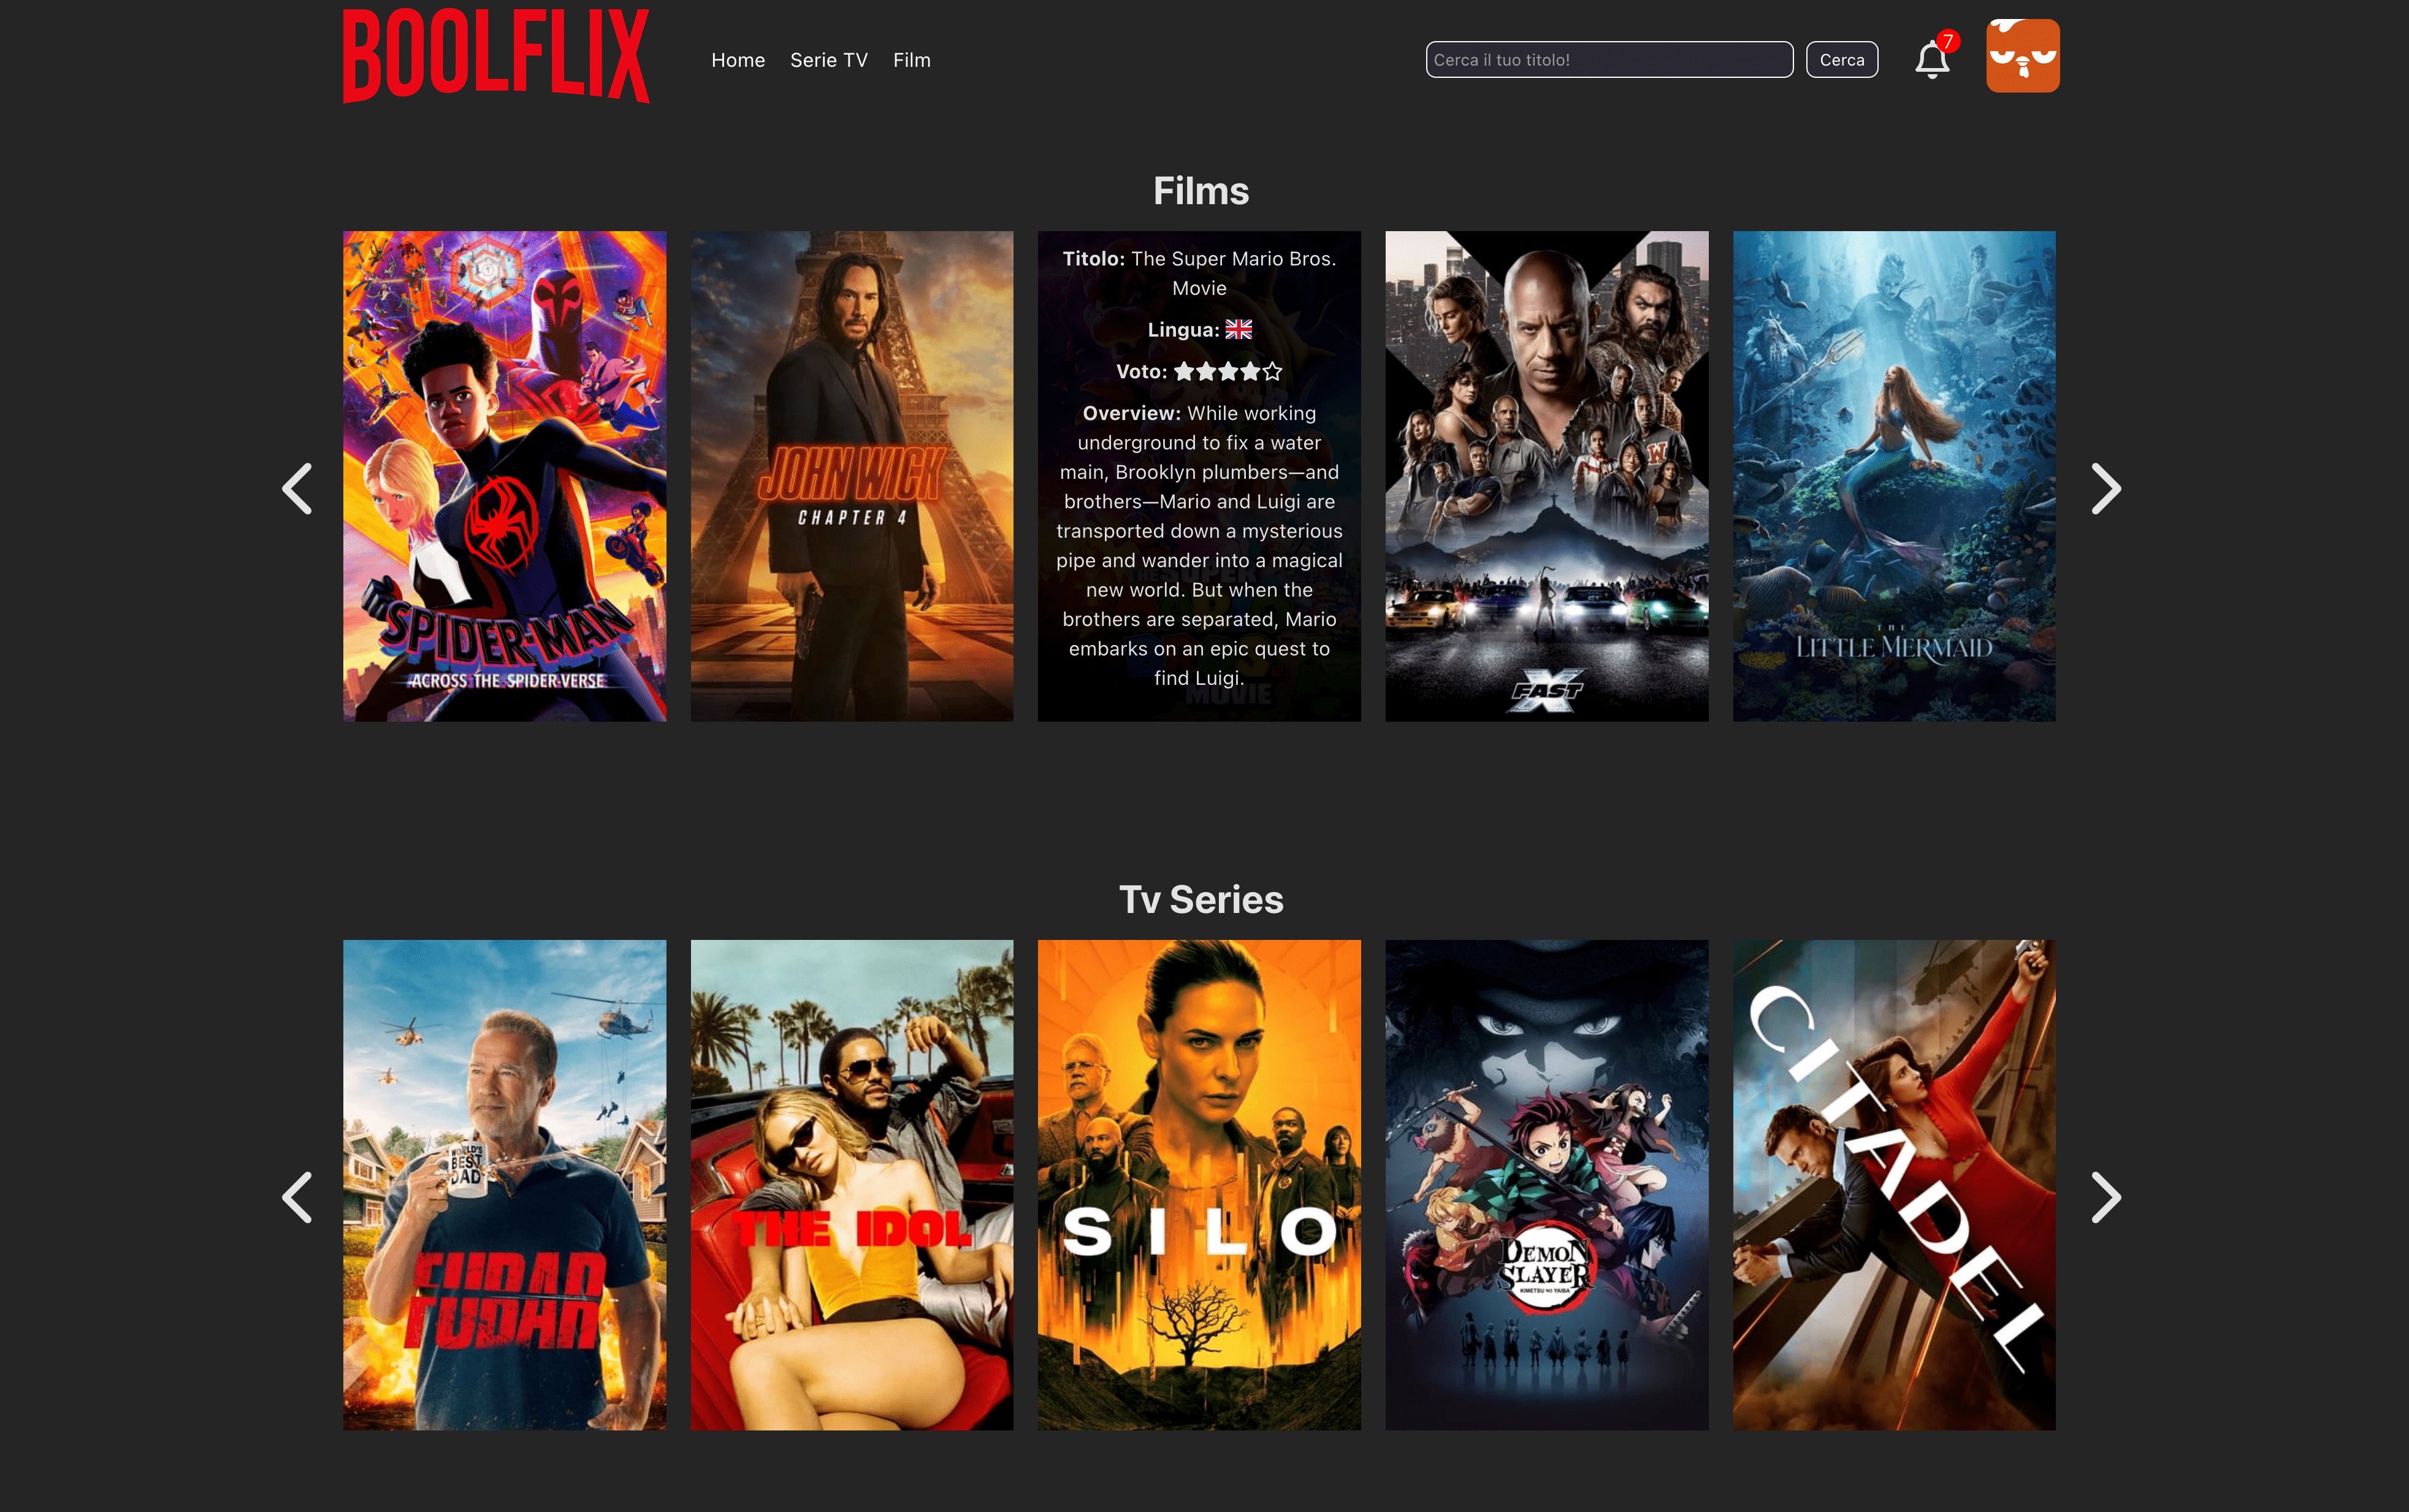 BOOLFLIX
Home
Serie TV
Film
Cerca il tuo titolo!
Cerca
7
Films
SPIDER-MAN
ACROSS THE SPIDER-VERSE
JOHN WICK
CHAPTER 4
Titolo: The Super Mario Bros.
Movie
Lingua:
Voto:
Overview: While working
underground to fix a water
main, Brooklyn plumbers—and
brothers—Mario and Luigi are
transported down a mysterious
pipe and wander into a magical
new world. But when the
brothers are separated, Mario
embarks on an epic quest to
find Luigi.
MOVIE
W
FAST X
THE
LITTLE MERMAID
Tv Series
WORLD'S
BEST
DAD
FUBAR
THE IDOL
SILO
DEMON
SLAYER
KIMETSU NO YAIBA
CITADEL